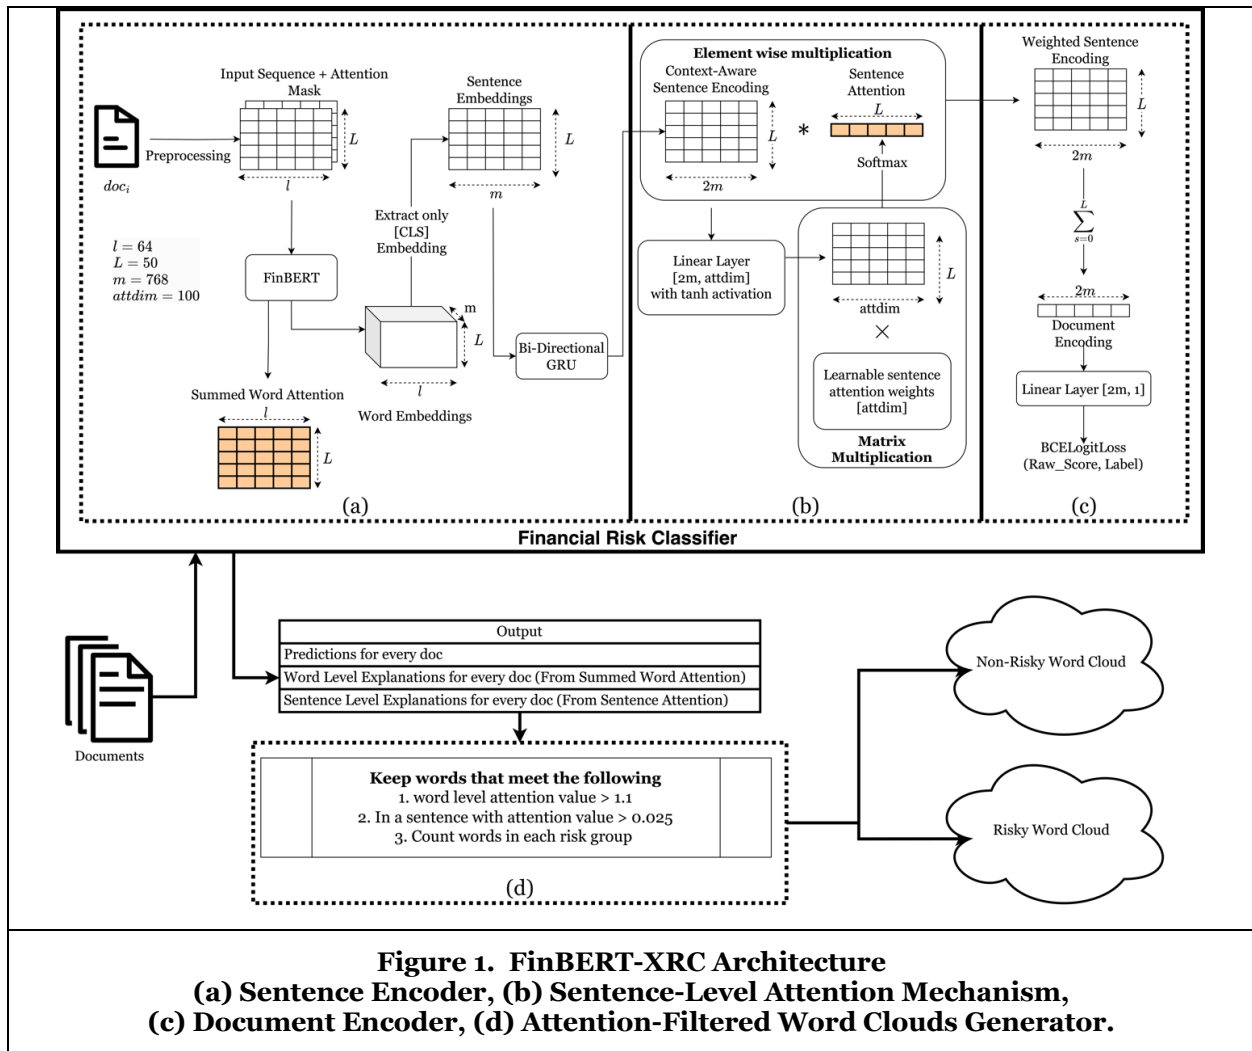 Input Sequence + Attention
Mask
L
l
Preprocessing
doc_i
l = 64
L = 50
m = 768
attdim = 100
FinBERT
Summed Word Attention
l
L
Extract only
[CLS]
Embedding
m
L
l
Word Embeddings
Sentence
Embeddings
L
m
Bi-Directional
GRU
(a)
Element wise multiplication
Context-Aware
Sentence Encoding
L
2m
*
Sentence
Attention
L
Softmax
Linear Layer
[2m, attdim]
with tanh activation
L
attdim
×
Learnable sentence
attention weights
[attdim]
Matrix
Multiplication
(b)
Weighted Sentence
Encoding
L
2m
L
∑
s=0
2m
Document
Encoding
Linear Layer [2m, 1]
BCELogitLoss
(Raw_Score, Label)
(c)
Financial Risk Classifier
Documents
Output
Predictions for every doc
Word Level Explanations for every doc (From Summed Word Attention)
Sentence Level Explanations for every doc (From Sentence Attention)
Keep words that meet the following
1. word level attention value > 1.1
2. In a sentence with attention value > 0.025
3. Count words in each risk group
(d)
Non-Risky Word Cloud
Risky Word Cloud
Figure 1. FinBERT-XRC Architecture
(a) Sentence Encoder, (b) Sentence-Level Attention Mechanism,
(c) Document Encoder, (d) Attention-Filtered Word Clouds Generator.